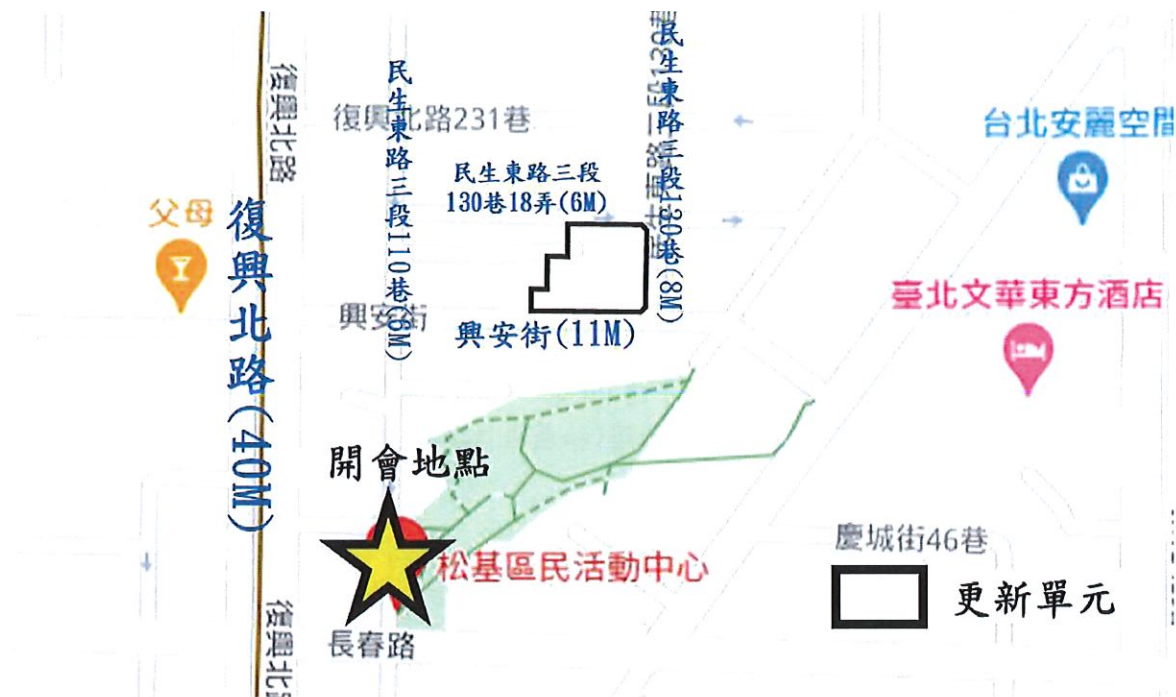 復興北路
民生東路三段130巷(8M)
民生東路三段110巷(6M)
復興北路231巷
台北安麗空間
民生東路三段
130巷18弄(6M)
父母
復興北路(40M)
臺北文華東方酒店
興安街
興安街(11M)
開會地點
松基區民活動中心
慶城街46巷
更新單元
長春路
復興北路